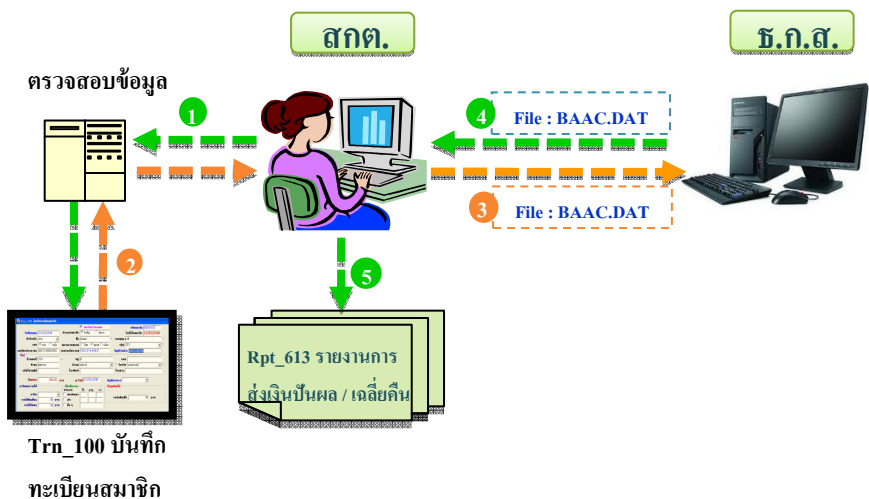 สกต.
ธ.ก.ส.
ตรวจสอบข้อมูล
1
4
File : BAAC.DAT
3
File : BAAC.DAT
2
5
Rpt_613 รายงานการ
ส่งเงินปันผล / เฉลี่ยคืน
Trn_100 บันทึก
ทะเบียนสมาชิก